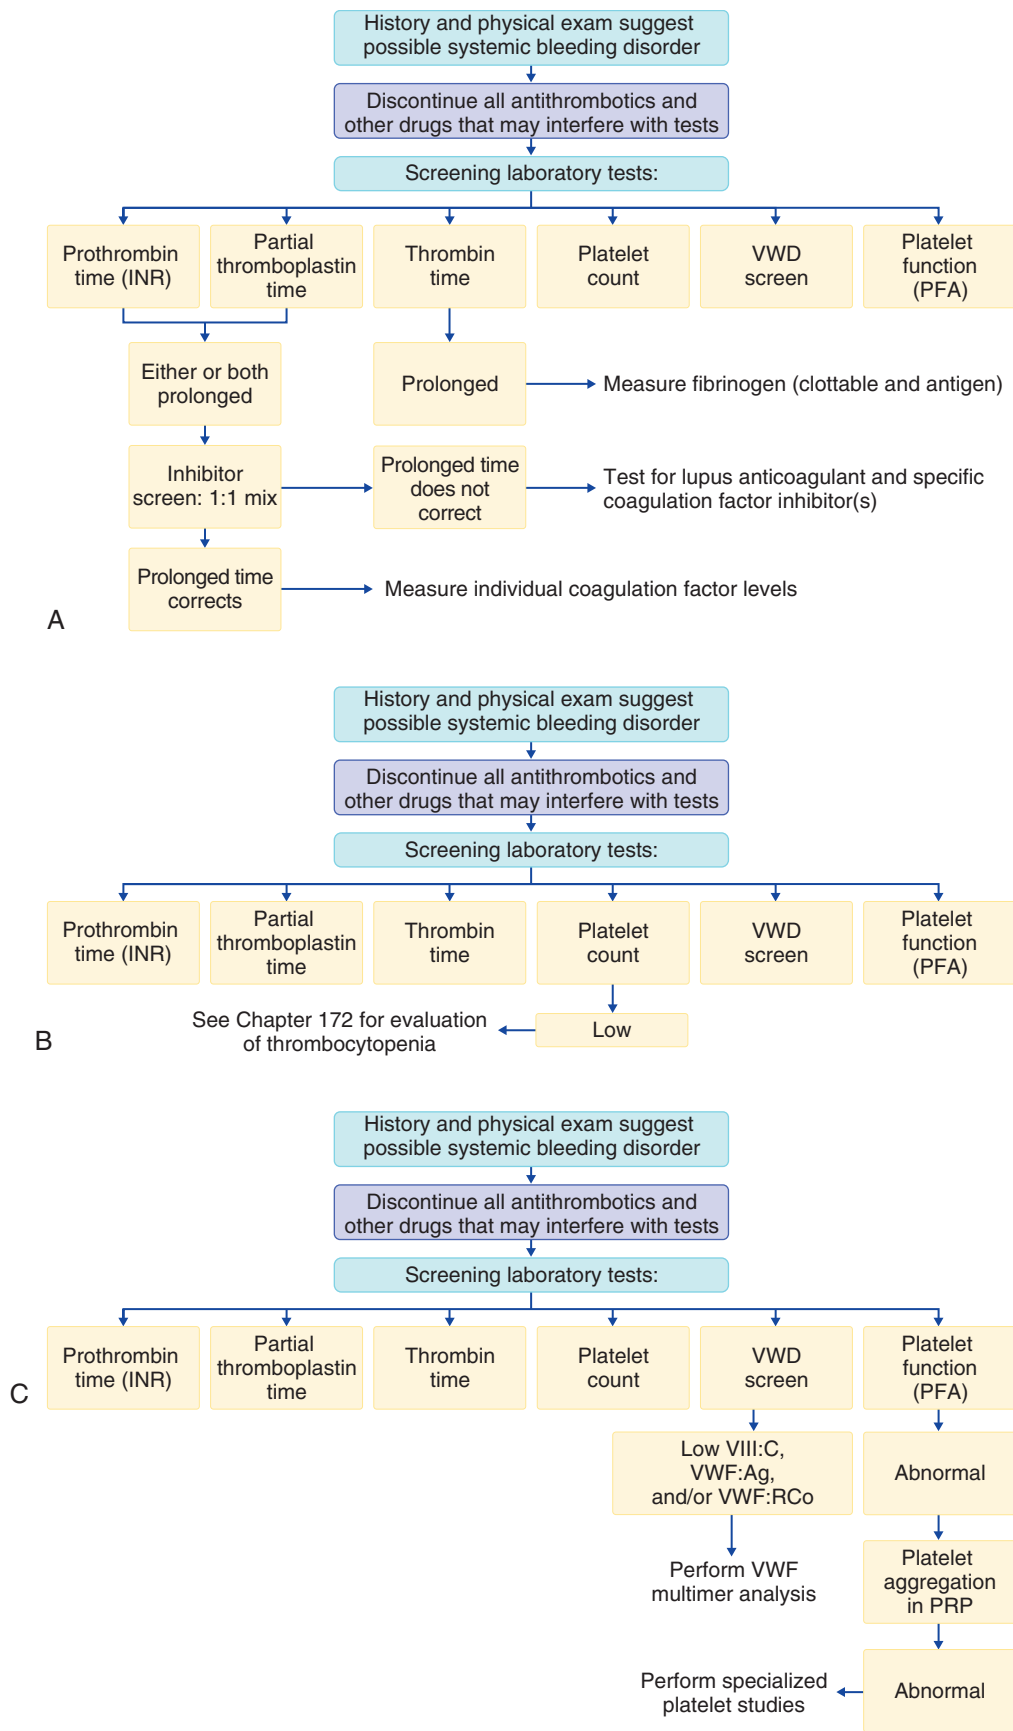 History and physical exam suggest
possible systemic bleeding disorder
Discontinue all antithrombotics and
other drugs that may interfere with tests
Screening laboratory tests:
Prothrombin
time (INR)
Partial
thromboplastin
time
Thrombin
time
Platelet
count
VWD
screen
Platelet
function
(PFA)
Either or both
prolonged
Prolonged
Measure fibrinogen (clottable and antigen)
Inhibitor
screen: 1:1 mix
Prolonged time
does not
correct
Test for lupus anticoagulant and specific
coagulation factor inhibitor(s)
Prolonged time
corrects
Measure individual coagulation factor levels
A
History and physical exam suggest
possible systemic bleeding disorder
Discontinue all antithrombotics and
other drugs that may interfere with tests
Screening laboratory tests:
Prothrombin
time (INR)
Partial
thromboplastin
time
Thrombin
time
Platelet
count
VWD
screen
Platelet
function
(PFA)
See Chapter 172 for evaluation
of thrombocytopenia
Low
B
History and physical exam suggest
possible systemic bleeding disorder
Discontinue all antithrombotics and
other drugs that may interfere with tests
Screening laboratory tests:
Prothrombin
time (INR)
Partial
thromboplastin
time
Thrombin
time
Platelet
count
VWD
screen
Platelet
function
(PFA)
C
Low VIII:C,
VWF:Ag,
and/or VWF:RCo
Abnormal
Perform VWF
multimer analysis
Platelet
aggregation
in PRP
Perform specialized
platelet studies
Abnormal